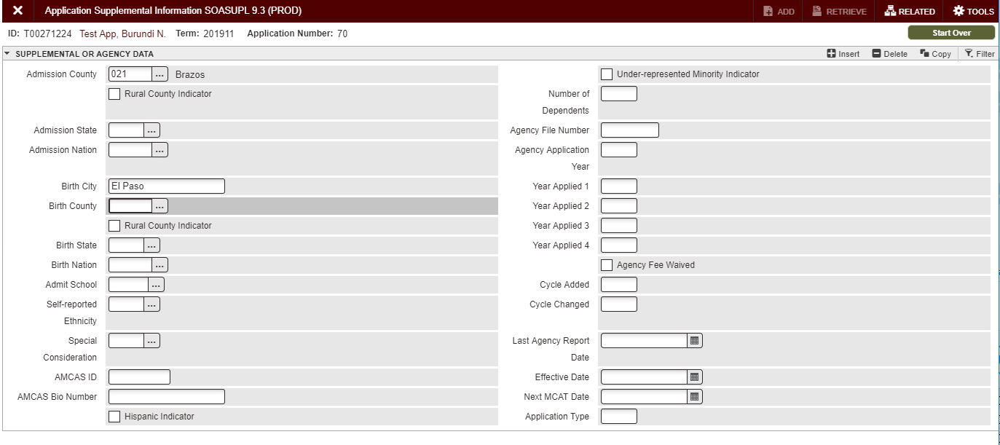 Application Supplemental Information SOASUPL 9.3 (PROD)
ADD RETRIEVE RELATED TOOLS
ID: T00271224 Test App, Burundi N. Term: 201911 Application Number: 70
Start Over
SUPPLEMENTAL OR AGENCY DATA
Insert Delete Copy Filter
Admission County 021 ... Brazos
Rural County Indicator
Admission State ...
Admission Nation ...
Birth City El Paso
Birth County ...
Rural County Indicator
Birth State ...
Birth Nation ...
Admit School ...
Self-reported
Ethnicity
...
Special
Consideration
...
AMCAS ID
AMCAS Bio Number
Hispanic Indicator
Under-represented Minority Indicator
Number of
Dependents
Agency File Number
Agency Application
Year
Year Applied 1
Year Applied 2
Year Applied 3
Year Applied 4
Agency Fee Waived
Cycle Added
Cycle Changed
Last Agency Report
Date
Effective Date
Next MCAT Date
Application Type